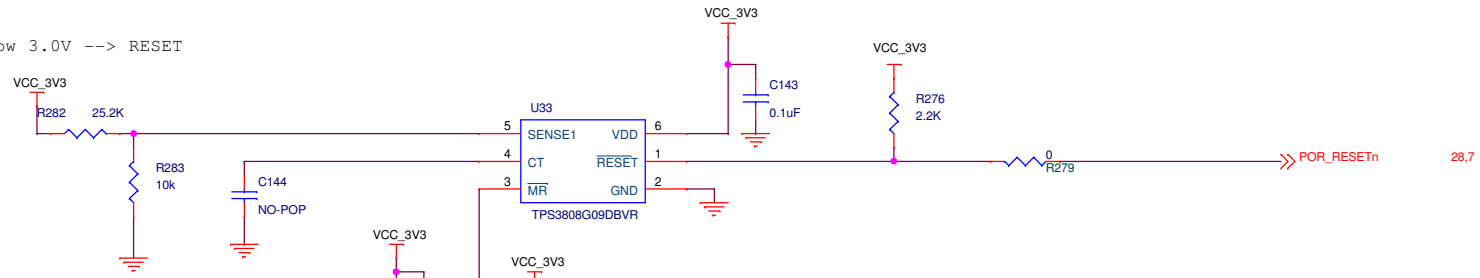 VCC_3V3
ow 3.0V --> RESET
VCC_3V3
VCC_3V3
R282 25.2K
C143
0.1uF
R276
2.2K
U33
5 SENSE1 VDD 6
4 CT RESET 1
3 MR GND 2
TPS3808G09DBVR
R283
10k
C144
NO-POP
0
R279
POR_RESETn 28,7
VCC_3V3
VCC_3V3